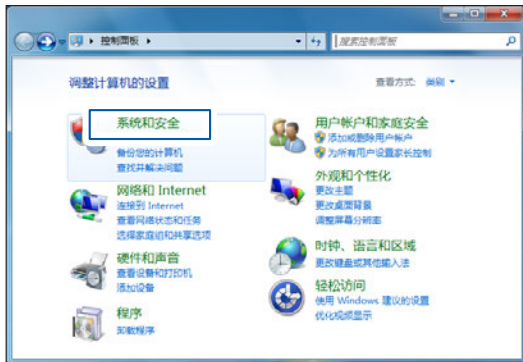 控制面板
搜索控制面板
调整计算机的设置
查看方式: 类别
系统和安全
备份您的计算机
查找并解决问题
网络和 Internet
连接到 Internet
查看网络状态和任务
选择家庭组和共享选项
硬件和声音
查看设备和打印机
添加设备
程序
卸载程序
用户帐户和家庭安全
添加或删除用户帐户
为所有用户设置家长控制
外观和个性化
更改主题
更改桌面背景
调整屏幕分辨率
时钟、语言和区域
更改键盘或其他输入法
轻松访问
使用 Windows 建议的设置
优化视频显示